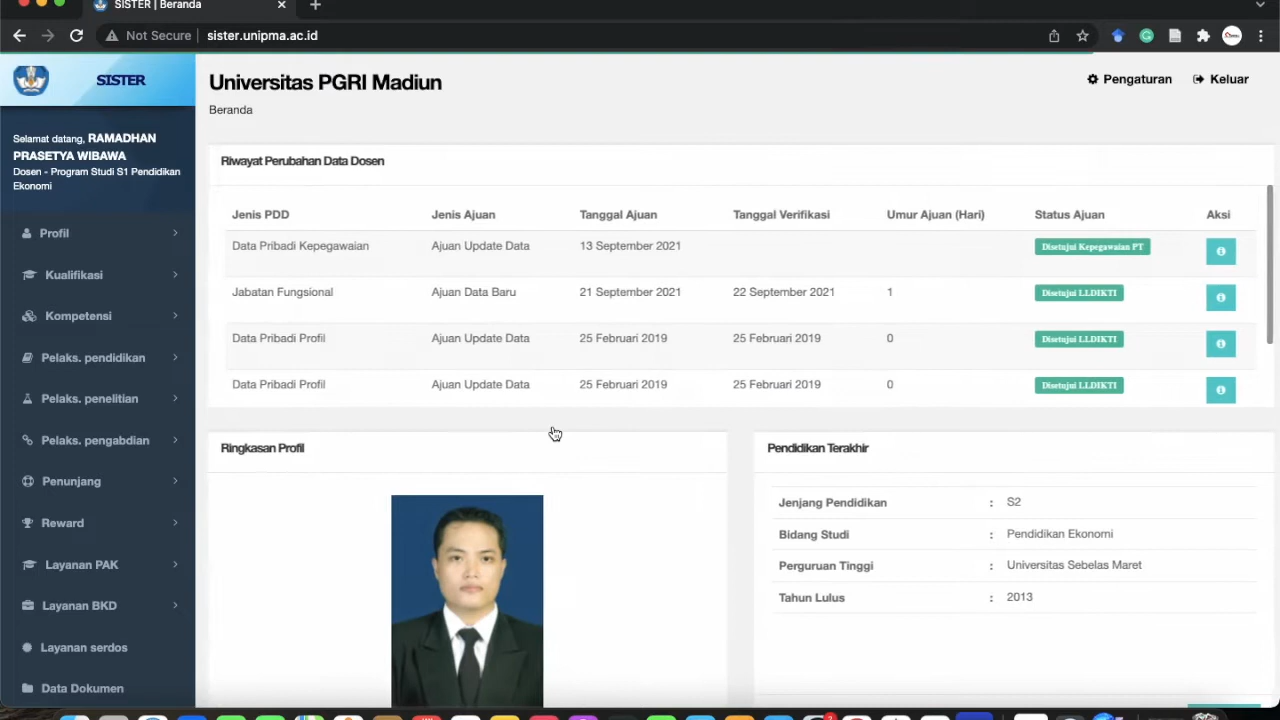 SISTER | Beranda
Not Secure
sister.unipma.ac.id
SISTER
Universitas PGRI Madiun
Pengaturan
Keluar
Beranda
Selamat datang, RAMADHAN
PRASETYA WIBAWA
Dosen - Program Studi S1 Pendidikan
Ekonomi
Profil
Kualifikasi
Kompetensi
Pelaks. pendidikan
Pelaks. penelitian
Pelaks. pengabdian
Penunjang
Reward
Layanan PAK
Layanan BKD
Layanan serdos
Data Dokumen
Riwayat Perubahan Data Dosen
Jenis PDD Jenis Ajuan Tanggal Ajuan Tanggal Verifikasi Umur Ajuan (Hari) Status Ajuan Aksi
Data Pribadi Kepegawaian Ajuan Update Data 13 September 2021 Disetujui Kepegawaian PT
Jabatan Fungsional Ajuan Data Baru 21 September 2021 22 September 2021 1 Disetujui LLDIKTI
Data Pribadi Profil Ajuan Update Data 25 Februari 2019 25 Februari 2019 0 Disetujui LLDIKTI
Data Pribadi Profil Ajuan Update Data 25 Februari 2019 25 Februari 2019 0 Disetujui LLDIKTI
Ringkasan Profil
Pendidikan Terakhir
Jenjang Pendidikan : S2
Bidang Studi : Pendidikan Ekonomi
Perguruan Tinggi : Universitas Sebelas Maret
Tahun Lulus : 2013